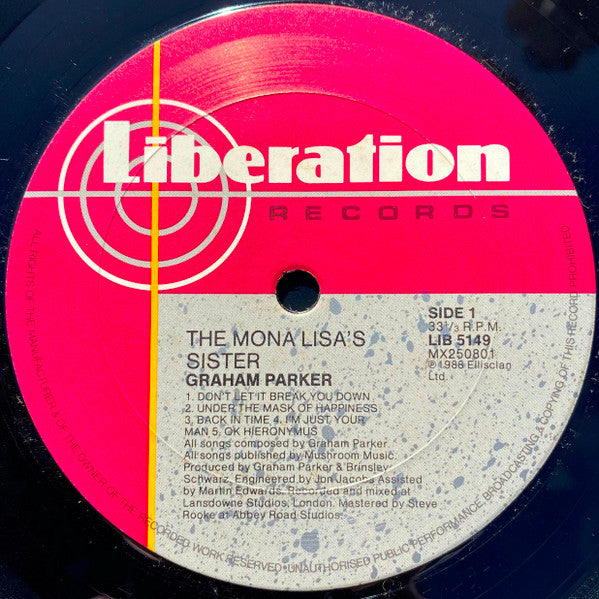 Liberation
RECORDS
SIDE 1
33 1/3 R.P.M.
LIB 5149
MX250801
℗ 1988 Ellisclan
Ltd.
THE MONA LISA'S
SISTER
GRAHAM PARKER
1. DON'T LET IT BREAK YOU DOWN
2. UNDER THE MASK OF HAPPINESS
3. BACK IN TIME 4. I'M JUST YOUR
MAN 5. OK HIERONYMUS
All songs composed by Graham Parker.
All songs published by Mushroom Music.
Produced by Graham Parker & Brinsley
Schwarz. Engineered by Jon Jacobs Assisted
by Martin Edwards. Recorded and mixed at
Lansdowne Studios, London. Mastered by Steve
Rooke at Abbey Road Studios.
ALL RIGHTS OF THE MANUFACTURER & OF THE OWNER OF THE RECORDED WORK RESERVED • UNAUTHORISED PUBLIC PERFORMANCE, BROADCASTING & COPYING OF THIS RECORD PROHIBITED